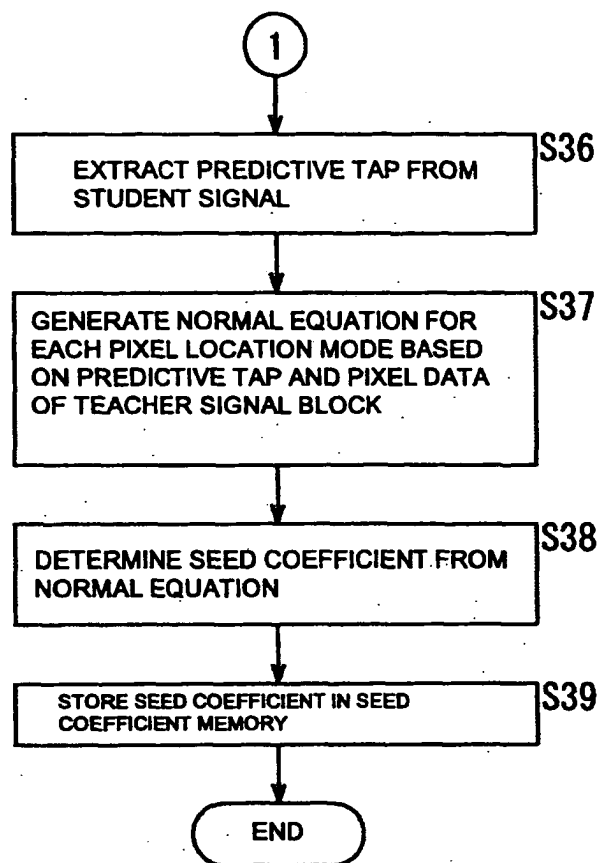 1
S36
EXTRACT PREDICTIVE TAP FROM
STUDENT SIGNAL
S37
GENERATE NORMAL EQUATION FOR
EACH PIXEL LOCATION MODE BASED
ON PREDICTIVE TAP AND PIXEL DATA
OF TEACHER SIGNAL BLOCK
S38
DETERMINE SEED COEFFICIENT FROM
NORMAL EQUATION
S39
STORE SEED COEFFICIENT IN SEED
COEFFICIENT MEMORY
END